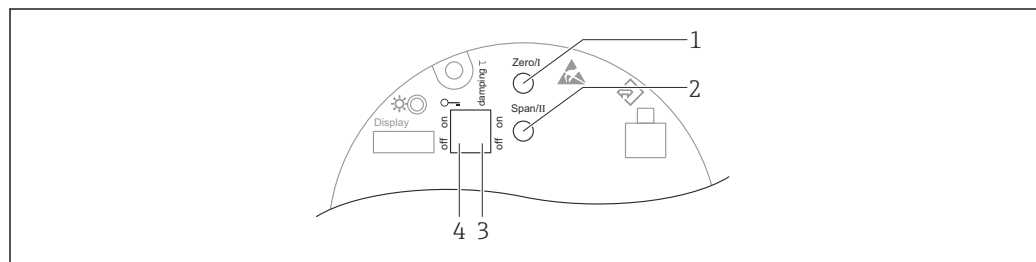 1
Zero/I
damping τ
2
Span/II
Display
on
off
on
off
4 3